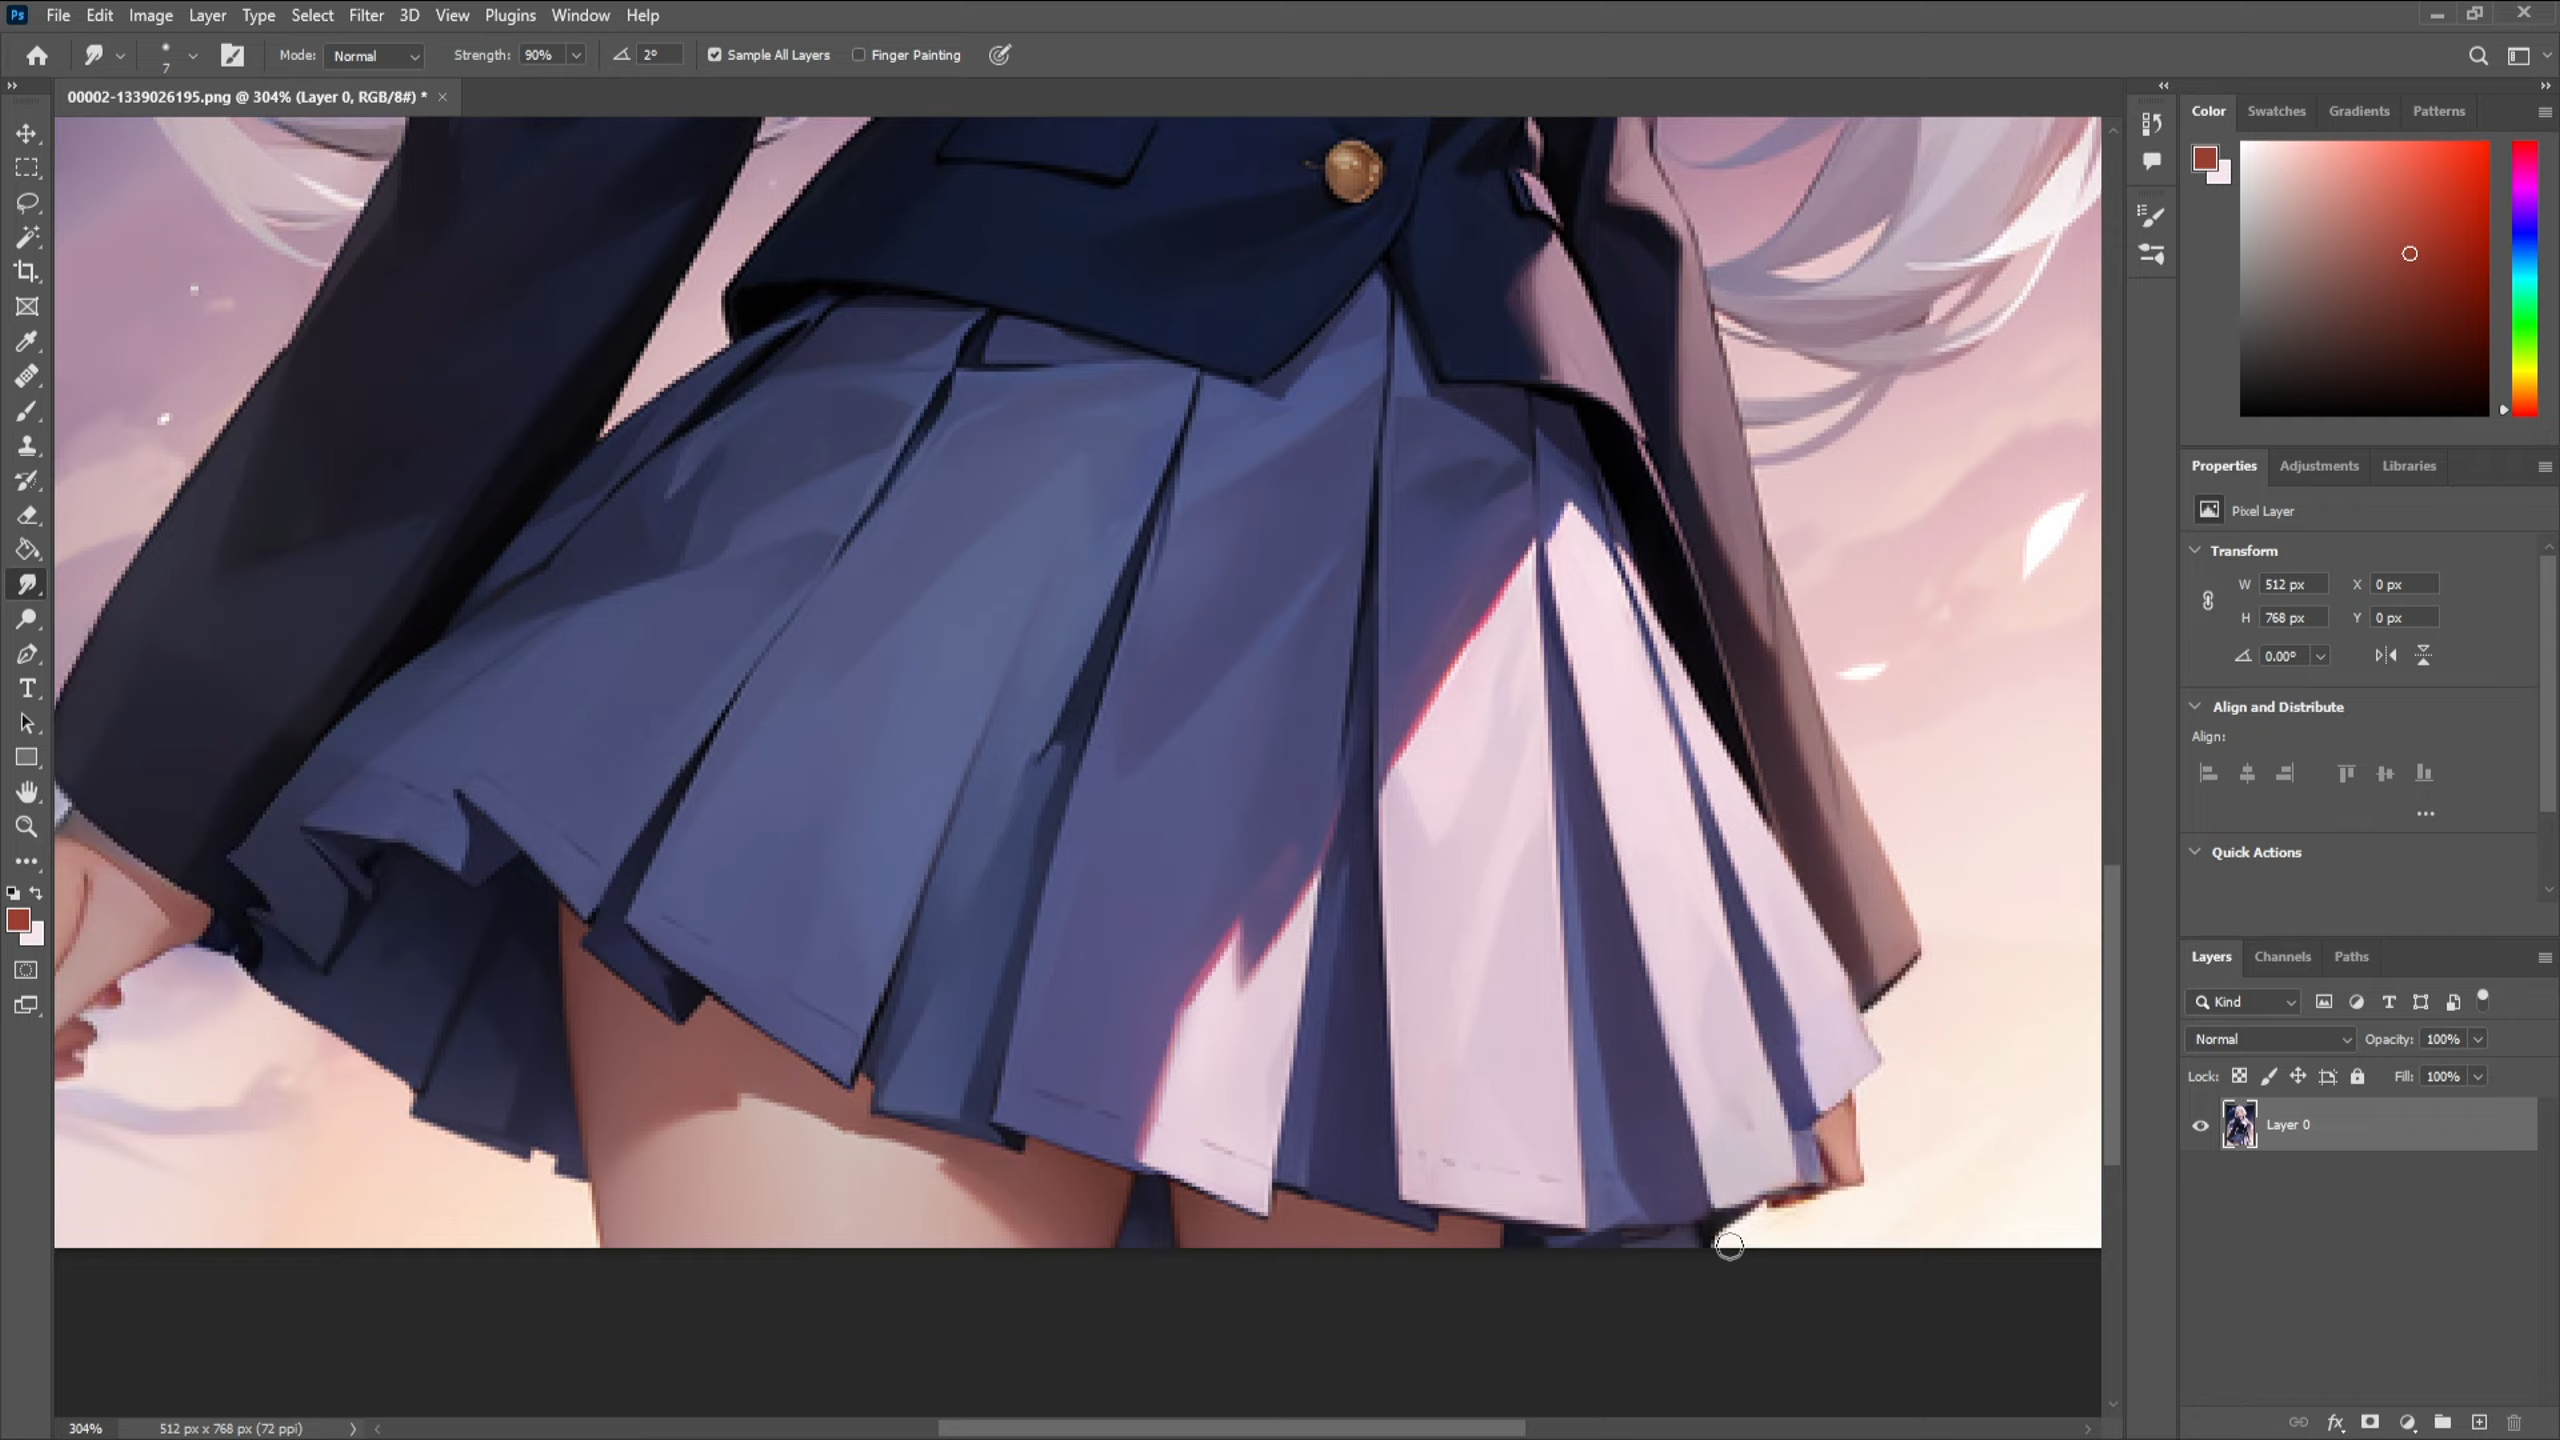 Ps File Edit Image Layer Type Select Filter 3D View Plugins Window Help
7 Mode: Normal Strength: 90% 2° Sample All Layers Finger Painting
00002-1339026195.png @ 304% (Layer 0, RGB/8#) *
Color Swatches Gradients Patterns
Properties Adjustments Libraries
Pixel Layer
Transform
W 512 px X 0 px
H 768 px Y 0 px
0.00°
Align and Distribute
Align:
Quick Actions
Layers Channels Paths
Kind
Normal Opacity: 100%
Lock: Fill: 100%
Layer 0
304% 512 px x 768 px (72 ppi)